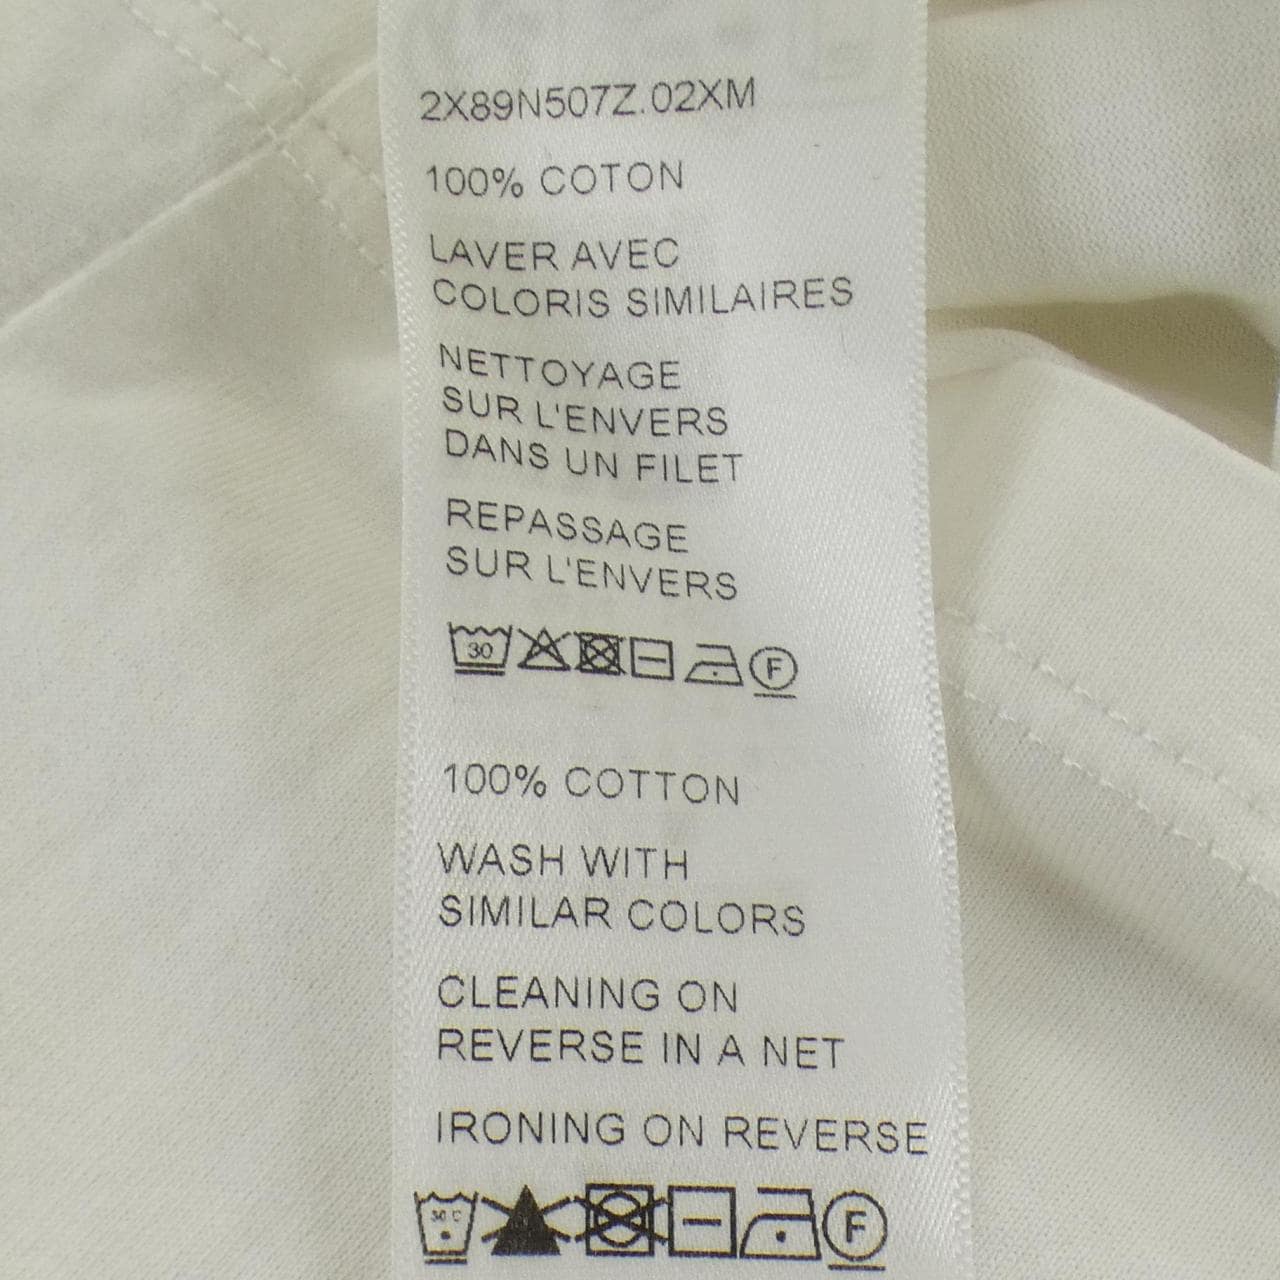 2X89N507Z.02XM
100% COTON
LAVER AVEC
COLORIS SIMILAIRES
NETTOYAGE
SUR L'ENVERS
DANS UN FILET
REPASSAGE
SUR L'ENVERS
30 F
100% COTTON
WASH WITH
SIMILAR COLORS
CLEANING ON
REVERSE IN A NET
IRONING ON REVERSE
30 C F